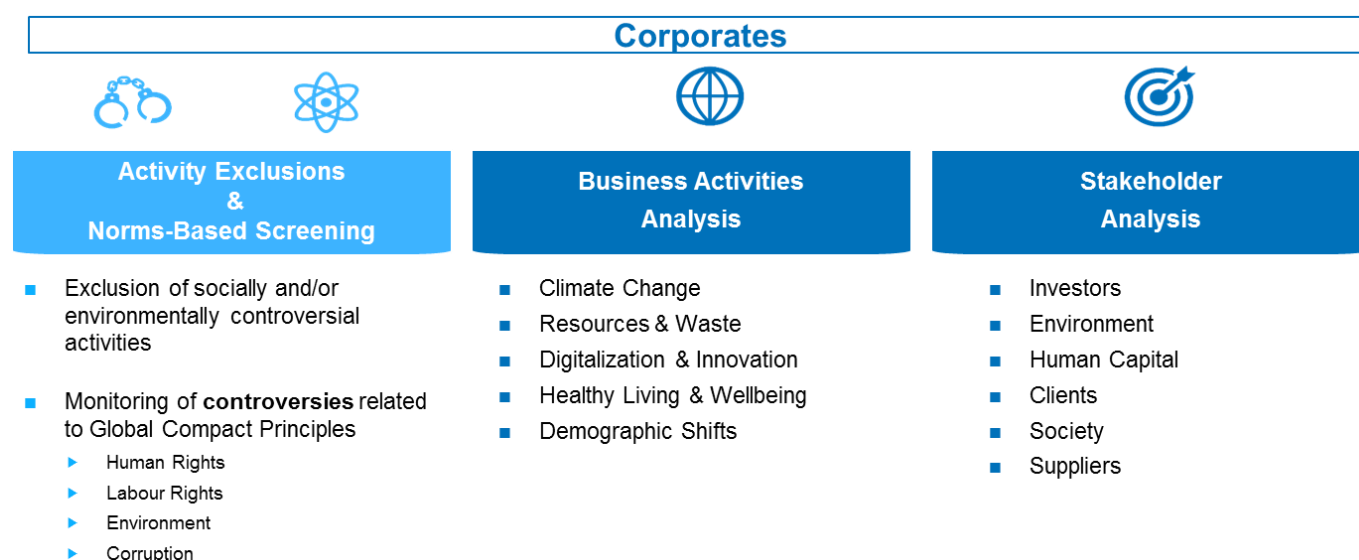 Corporates
Activity Exclusions
&
Norms-Based Screening
Exclusion of socially and/or
environmentally controversial
activities
Monitoring of controversies related
to Global Compact Principles
Human Rights
Labour Rights
Environment
Corruption
Business Activities
Analysis
Climate Change
Resources & Waste
Digitalization & Innovation
Healthy Living & Wellbeing
Demographic Shifts
Stakeholder
Analysis
Investors
Environment
Human Capital
Clients
Society
Suppliers